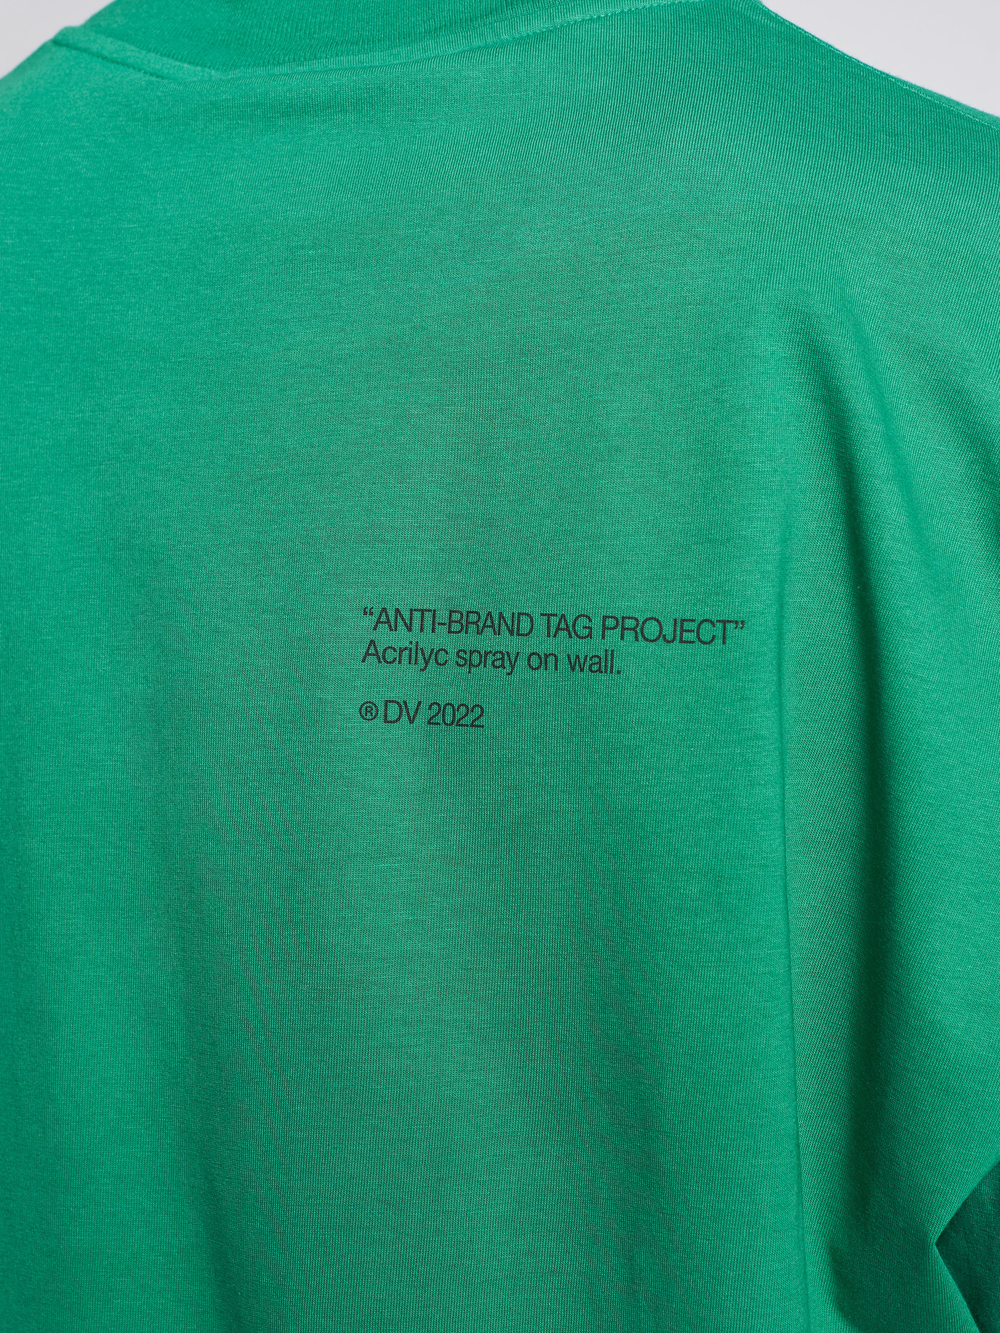 “ANTI-BRAND TAG PROJECT”
Acrilyc spray on wall.
® DV 2022